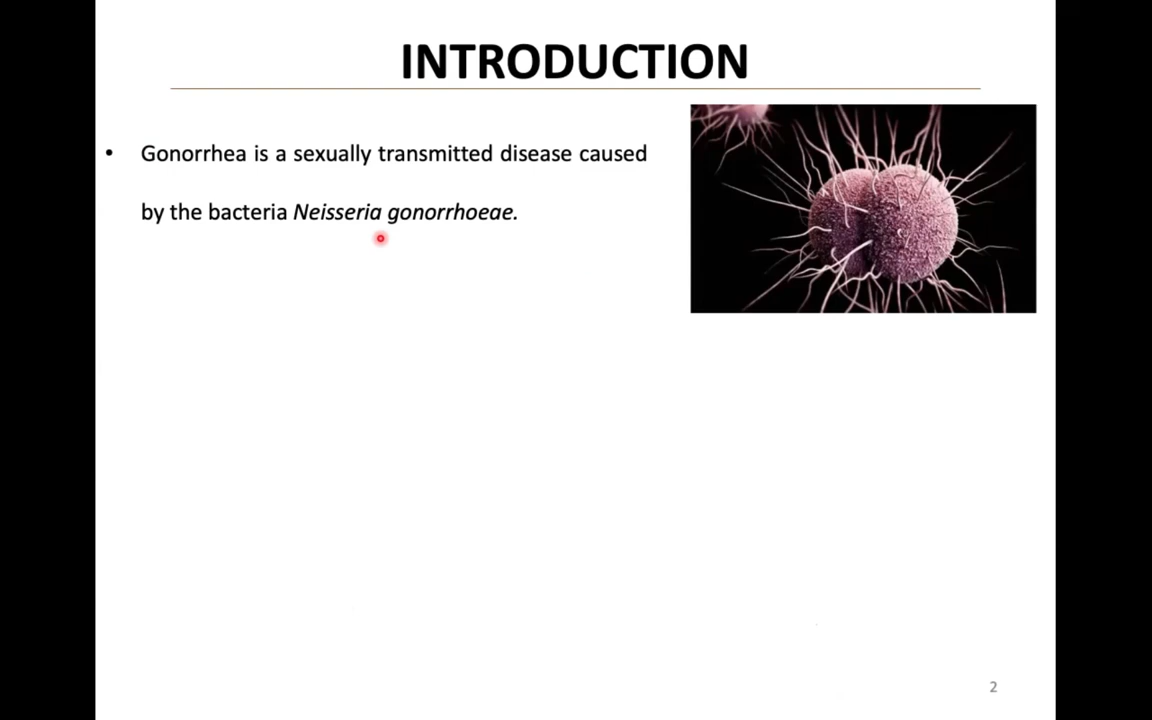 INTRODUCTION
• Gonorrhea is a sexually transmitted disease caused
by the bacteria Neisseria gonorrhoeae.
2